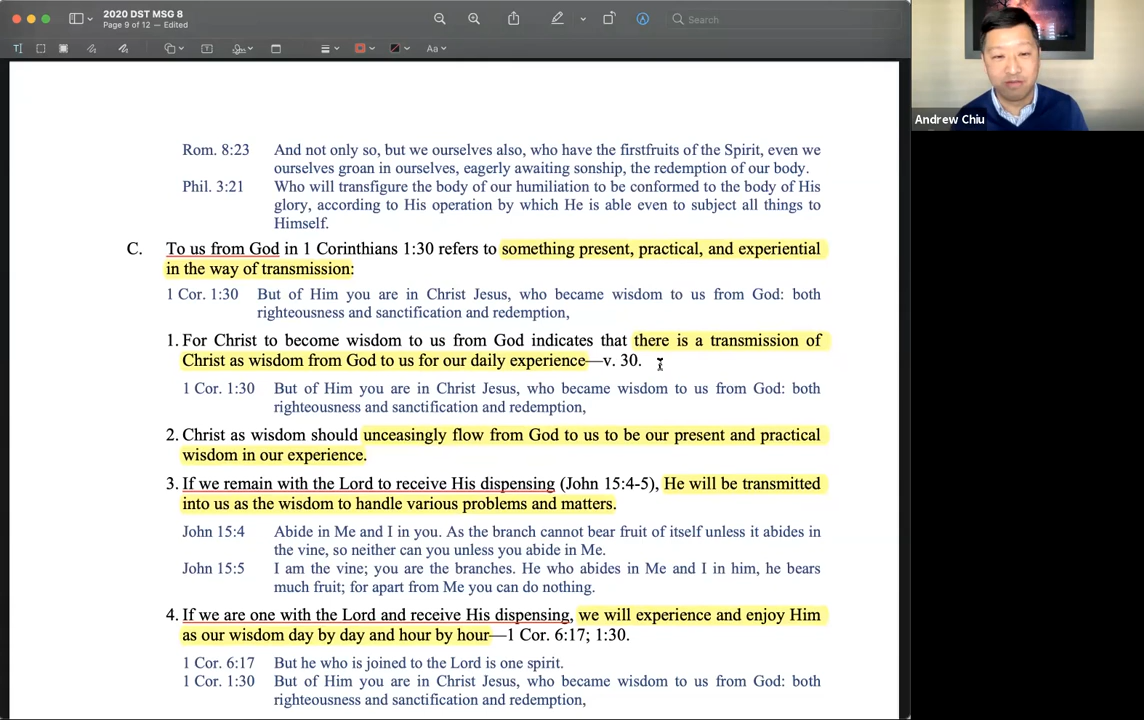 2020 DST MSG 8
Page 9 of 12 — Edited
Search
Aa
Andrew Chiu
Rom. 8:23 And not only so, but we ourselves also, who have the firstfruits of the Spirit, even we
ourselves groan in ourselves, eagerly awaiting sonship, the redemption of our body.
Phil. 3:21 Who will transfigure the body of our humiliation to be conformed to the body of His
glory, according to His operation by which He is able even to subject all things to
Himself.
C. To us from God in 1 Corinthians 1:30 refers to something present, practical, and experiential
in the way of transmission:
1 Cor. 1:30 But of Him you are in Christ Jesus, who became wisdom to us from God: both
righteousness and sanctification and redemption,
1. For Christ to become wisdom to us from God indicates that there is a transmission of
Christ as wisdom from God to us for our daily experience—v. 30.
1 Cor. 1:30 But of Him you are in Christ Jesus, who became wisdom to us from God: both
righteousness and sanctification and redemption,
2. Christ as wisdom should unceasingly flow from God to us to be our present and practical
wisdom in our experience.
3. If we remain with the Lord to receive His dispensing (John 15:4-5), He will be transmitted
into us as the wisdom to handle various problems and matters.
John 15:4 Abide in Me and I in you. As the branch cannot bear fruit of itself unless it abides in
the vine, so neither can you unless you abide in Me.
John 15:5 I am the vine; you are the branches. He who abides in Me and I in him, he bears
much fruit; for apart from Me you can do nothing.
4. If we are one with the Lord and receive His dispensing, we will experience and enjoy Him
as our wisdom day by day and hour by hour—1 Cor. 6:17; 1:30.
1 Cor. 6:17 But he who is joined to the Lord is one spirit.
1 Cor. 1:30 But of Him you are in Christ Jesus, who became wisdom to us from God: both
righteousness and sanctification and redemption,